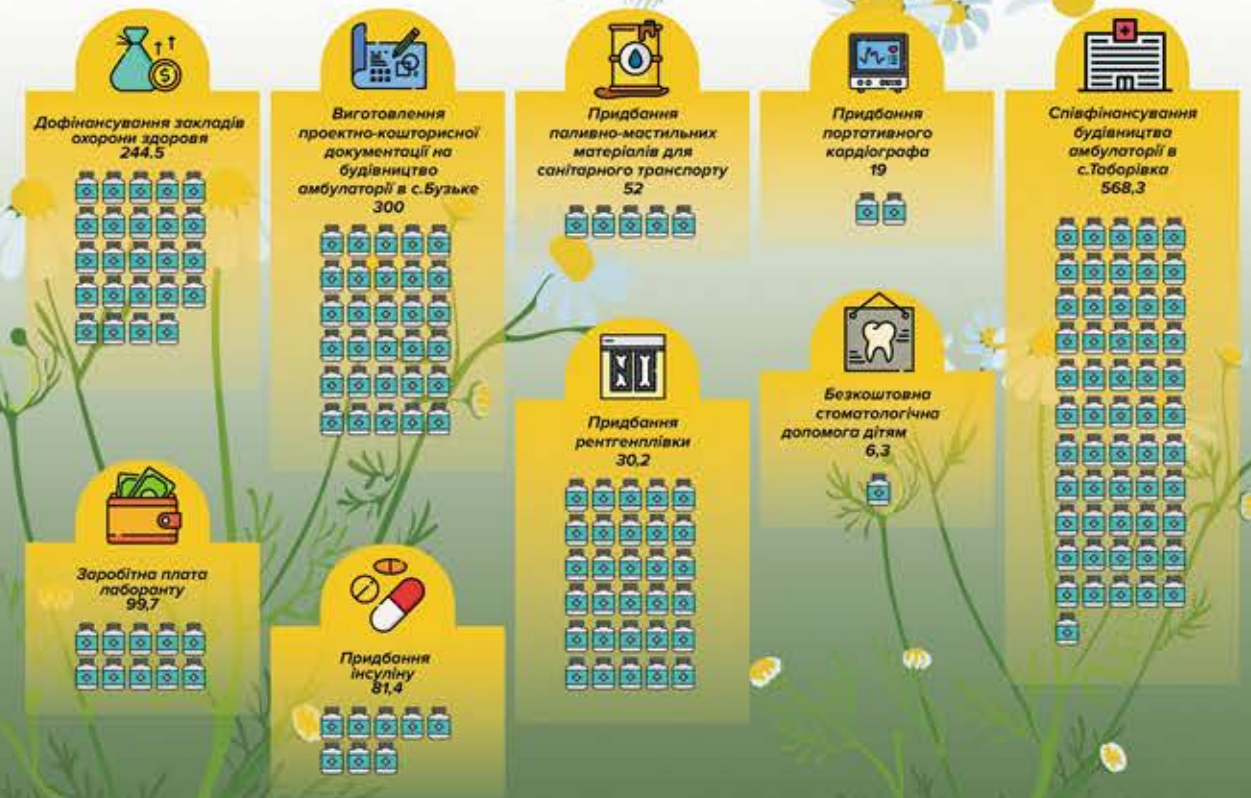 Дофінансування закладів
охорони здоровя
244.5
Виготовлення
проектно-кошторисної
документації на
будівництво
амбулаторії в с.Бузьке
300
Придбання
паливно-мастильних
матеріалів для
санітарного транспорту
52
Придбання
портативного
кардіографа
19
Співфінансування
будівництва
амбулаторії в
с.Таборівка
568,3
Придбання
рентгенплівки
30,2
Безкоштовна
стоматологічна
допомога дітям
6,3
Заробітна плата
лаборанту
99,7
Придбання
інсуліну
81,4